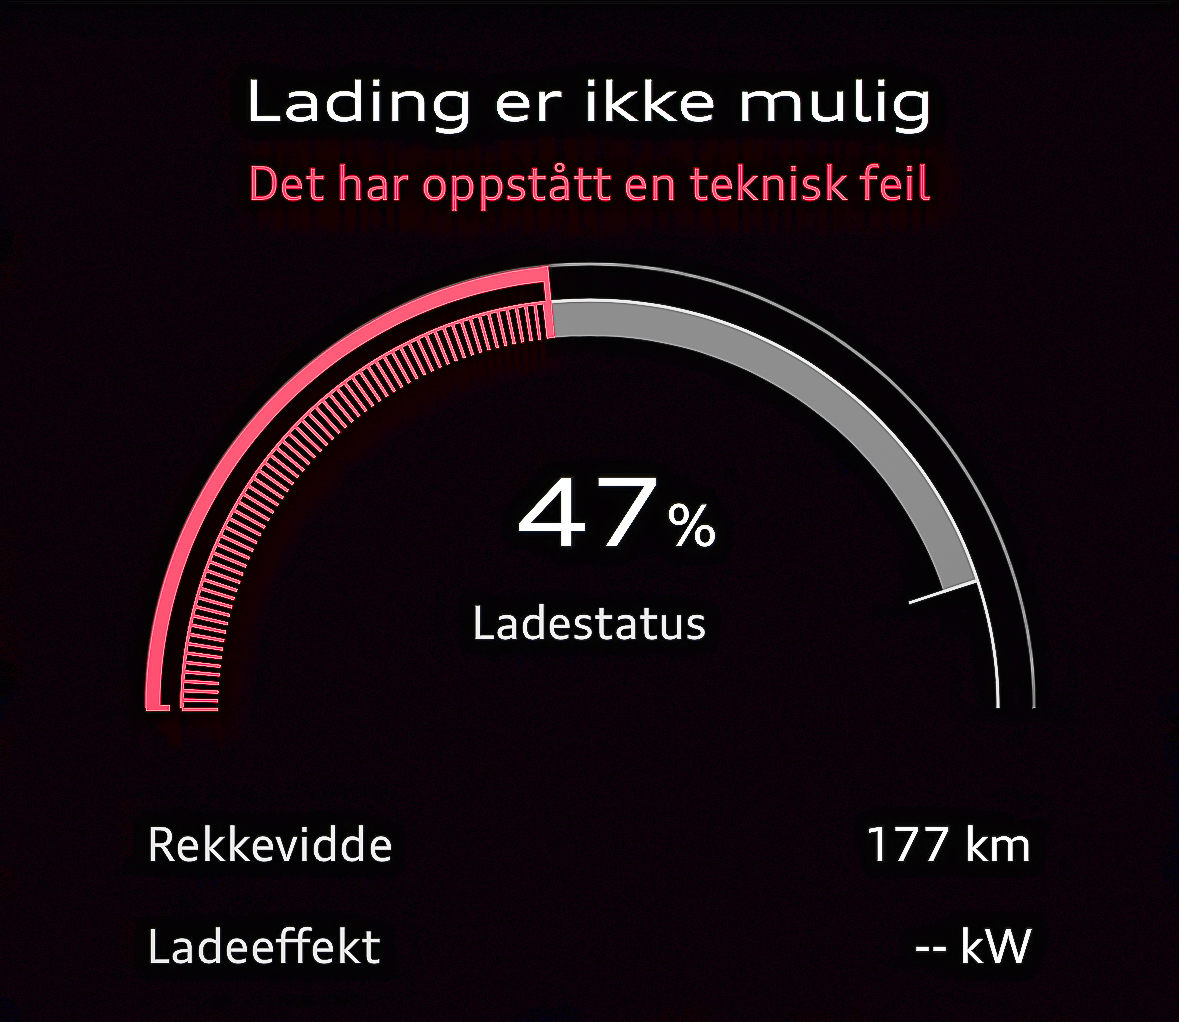 Lading er ikke mulig
Det har oppstått en teknisk feil
47 %
Ladestatus
Rekkevidde 177 km
Ladeeffekt -- kW